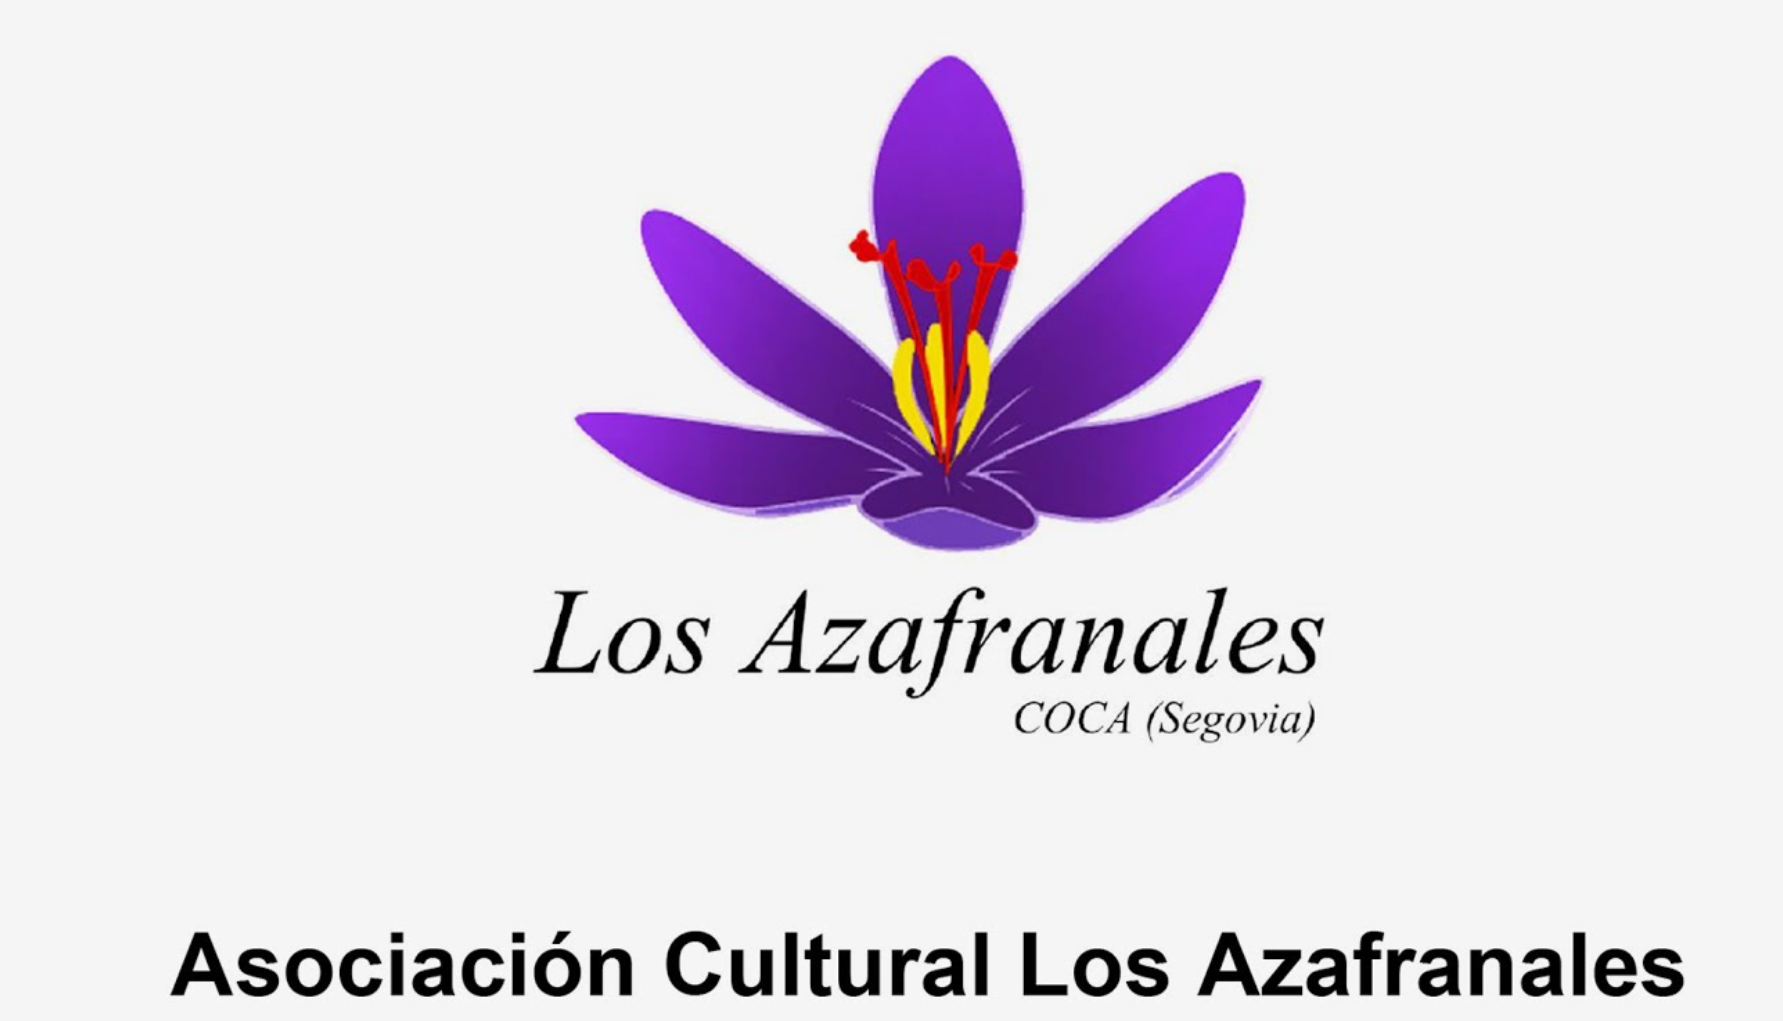 Los Azafranales
COCA (Segovia)
Asociación Cultural Los Azafranales